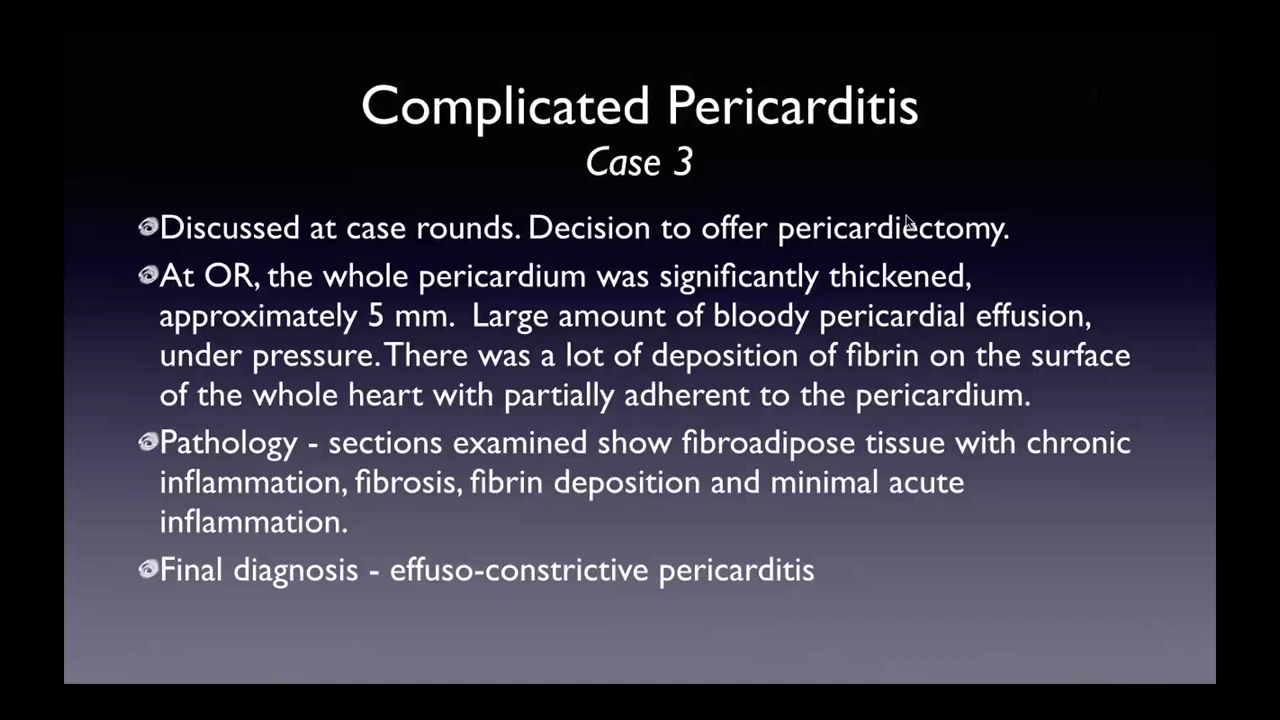 Complicated Pericarditis
Case 3
Discussed at case rounds. Decision to offer pericardiectomy.
At OR, the whole pericardium was significantly thickened,
approximately 5 mm.  Large amount of bloody pericardial effusion,
under pressure. There was a lot of deposition of fibrin on the surface
of the whole heart with partially adherent to the pericardium.
Pathology - sections examined show fibroadipose tissue with chronic
inflammation, fibrosis, fibrin deposition and minimal acute
inflammation.
Final diagnosis - effuso-constrictive pericarditis